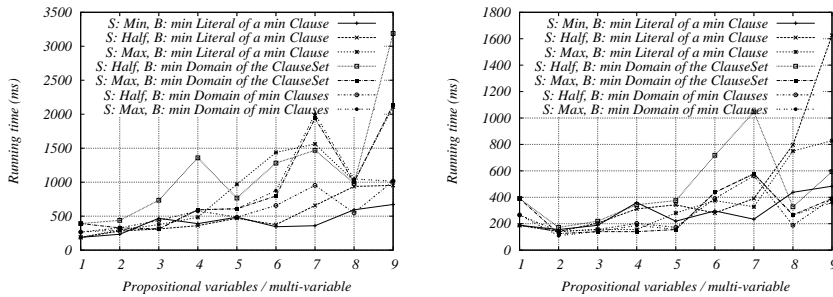 3500
3000
2500
2000
1500
1000
500
0
Running time (ms)
S: Min, B: min Literal of a min Clause
S: Half, B: min Literal of a min Clause
S: Max, B: min Literal of a min Clause
S: Half, B: min Domain of the ClauseSet
S: Max, B: min Domain of the ClauseSet
S: Half, B: min Domain of min Clauses
S: Max, B: min Domain of min Clauses
1 2 3 4 5 6 7 8 9
Propositional variables / multi-variable
1800
1600
1400
1200
1000
800
600
400
200
0
Running time (ms)
S: Min, B: min Literal of a min Clause
S: Half, B: min Literal of a min Clause
S: Max, B: min Literal of a min Clause
S: Half, B: min Domain of the ClauseSet
S: Max, B: min Domain of the ClauseSet
S: Half, B: min Domain of min Clauses
S: Max, B: min Domain of min Clauses
1 2 3 4 5 6 7 8 9
Propositional variables / multi-variable